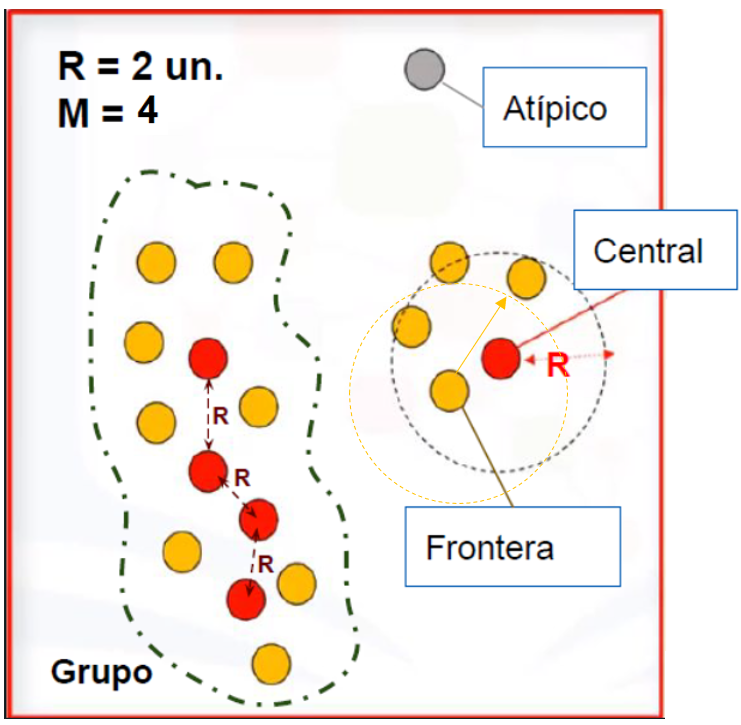 R = 2 un.
M = 4
Atípico
Central
R
R
R
R
Frontera
Grupo